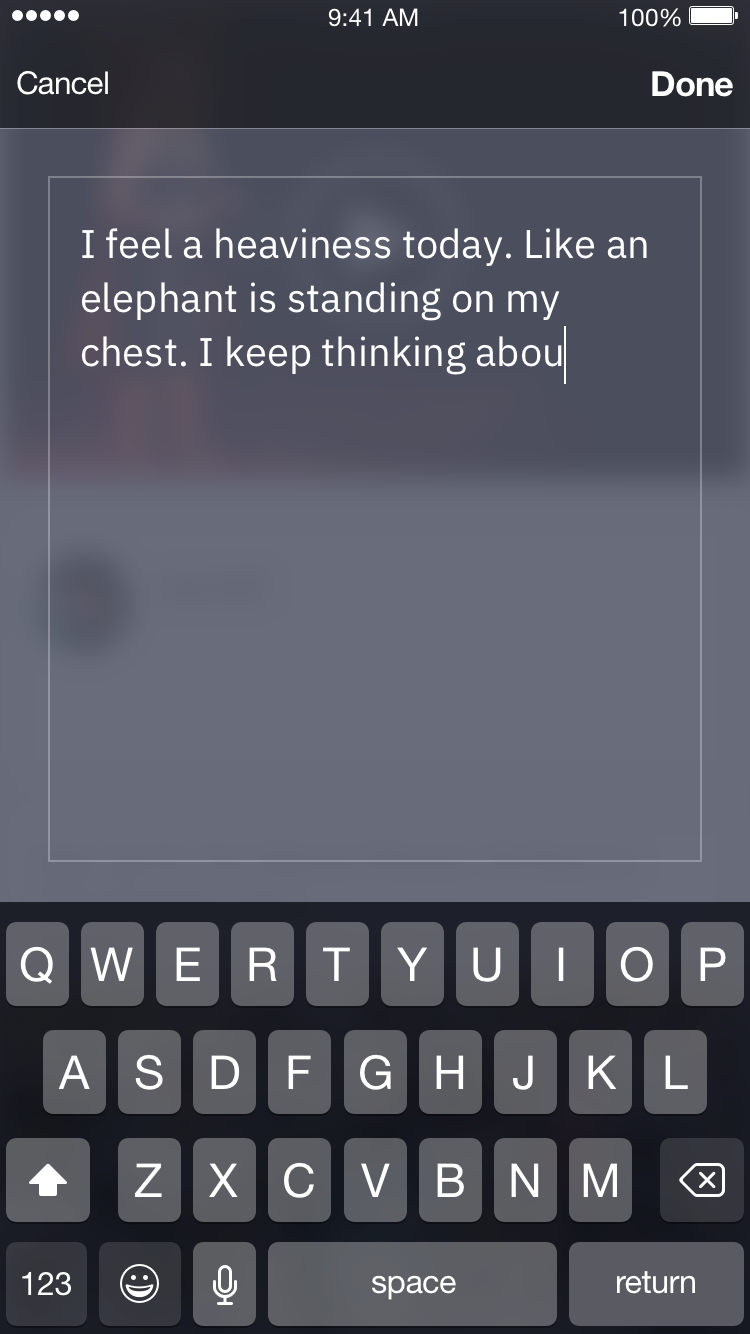 9:41 AM 100%
Cancel Done
I feel a heaviness today. Like an
elephant is standing on my
chest. I keep thinking abou
Q W E R T Y U I O P
A S D F G H J K L
Z X C V B N M
123 space return